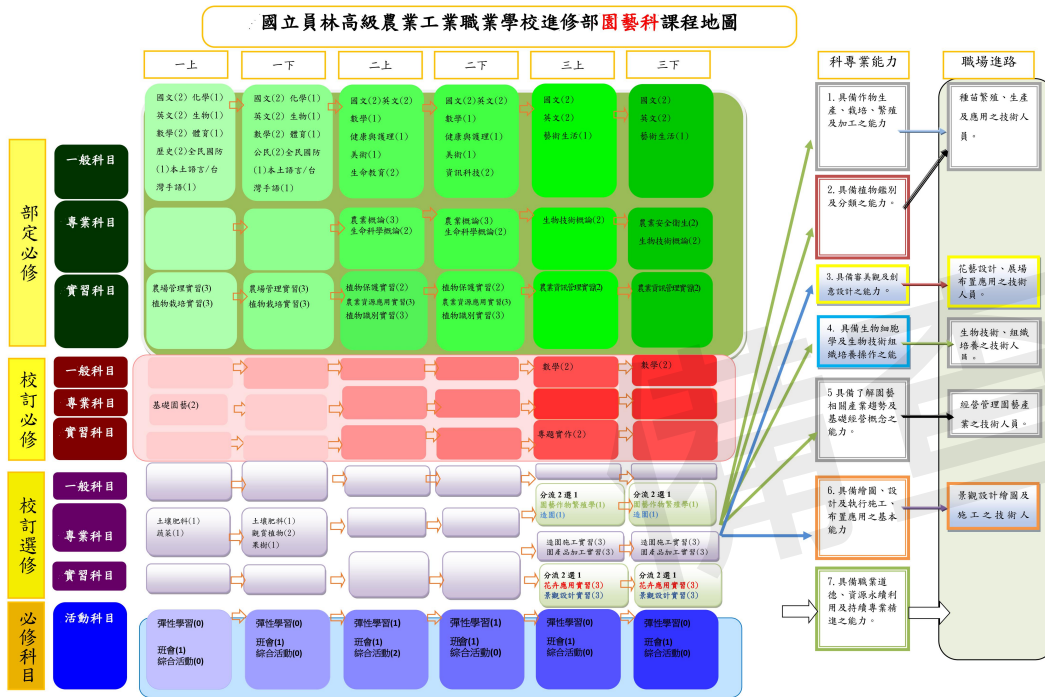 國立員林高級農業工業職業學校進修部園藝科課程地圖
一上
一下
二上
二下
三上
三下
科專業能力
職場進路
部定必修
一般科目
國文(2) 化學(1)
英文(2) 生物(1)
數學(2) 體育(1)
歷史(2)全民國防
(1)本土語言/台
灣手語(1)
國文(2) 化學(1)
英文(2) 生物(1)
數學(2) 體育(1)
公民(2)全民國防
(1)本土語言/台
灣手語(1)
國文(2)英文(2)
數學(1)
健康與護理(1)
美術(1)
生命教育(2)
國文(2)英文(2)
數學(1)
健康與護理(1)
美術(1)
資訊科技(2)
國文(2)
英文(2)
藝術生活(1)
國文(2)
英文(2)
藝術生活(1)
專業科目
農業概論(3)
生命科學概論(2)
農業概論(3)
生命科學概論(2)
生物技術概論(2)
農業安全衛生(2)
生物技術概論(2)
實習科目
農場管理實習(3)
植物栽培實習(3)
農場管理實習(3)
植物栽培實習(3)
植物保護實習(2)
農業資源應用實習(3)
植物識別實習(3)
植物保護實習(2)
農業資源應用實習(3)
植物識別實習(3)
農業資訊管理實習(2)
農業資訊管理實習(2)
校訂必修
一般科目
數學(2)
數學(2)
專業科目
基礎園藝(2)
實習科目
專題實作(2)
校訂選修
一般科目
專業科目
土壤肥料(1)
蔬菜(1)
土壤肥料(1)
觀賞植物(2)
果樹(1)
分流 2 選 1
園藝作物繁殖學(1)
造園(1)
分流 2 選 1
園藝作物繁殖學(1)
造園(1)
造園施工實習(3)
園產品加工實習(3)
造園施工實習(3)
園產品加工實習(3)
實習科目
分流 2 選 1
花卉應用實習(3)
景觀設計實習(3)
分流 2 選 1
花卉應用實習(3)
景觀設計實習(3)
必修科目
活動科目
彈性學習(0)
班會(1)
綜合活動(0)
彈性學習(0)
班會(1)
綜合活動(0)
彈性學習(1)
班會(1)
綜合活動(2)
彈性學習(1)
班會(1)
綜合活動(0)
彈性學習(0)
班會(1)
綜合活動(0)
彈性學習(0)
班會(1)
綜合活動(0)
1.具備作物生
產、栽培、繁殖
及加工之能力
2.具備植物鑑別
及分類之能力。
3.具備審美觀及創
意設計之能力。
4. 具備生物細胞
學及生物技術組
織培養操作之能
5 具備了解園藝
相關產業趨勢及
基礎經營概念之
能力。
6.具備繪圖、設
計及執行施工、
布置應用之基本
能力
7.具備職業道
德、資源永續利
用及持續專業精
進之能力。
種苗繁殖、生產
及應用之技術人
員。
花藝設計、展場
布置應用之技術
人員。
生物技術、組織
培養之技術人
員。
經營管理園藝產
業之技術人員。
景觀設計繪圖及
施工之技術人